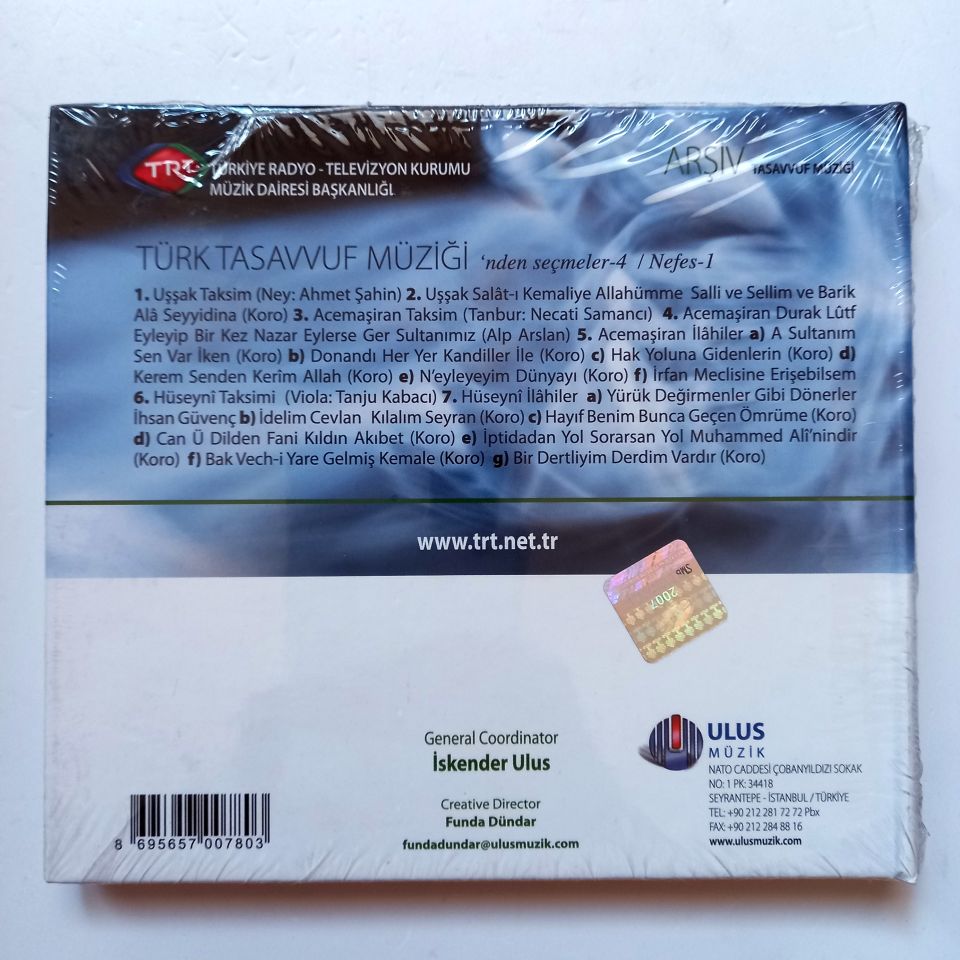 TRT
TÜRKİYE RADYO - TELEVİZYON KURUMU
MÜZİK DAİRESİ BAŞKANLIĞI
ARŞİV TASAVVUF MÜZİĞİ
TÜRK TASAVVUF MÜZİĞİ 'nden seçmeler-4 / Nefes-1
1. Uşşak Taksim (Ney: Ahmet Şahin) 2. Uşşak Salât-ı Kemaliye Allahümme Salli ve Sellim ve Barik
Alâ Seyyidina (Koro) 3. Acemaşiran Taksim (Tanbur: Necati Samancı) 4. Acemaşiran Durak Lûtf
Eyleyip Bir Kez Nazar Eylerse Ger Sultanımız (Alp Arslan) 5. Acemaşiran İlâhiler a) A Sultanım
Sen Var İken (Koro) b) Donandı Her Yer Kandiller İle (Koro) c) Hak Yoluna Gidenlerin (Koro) d)
Kerem Senden Kerîm Allah (Koro) e) N'eyleyeyim Dünyayı (Koro) f) İrfan Meclisine Erişebilsem
6. Hüseynî Taksimi (Viola: Tanju Kabacı) 7. Hüseynî İlâhiler a) Yürük Değirmenler Gibi Dönerler
İhsan Güvenç b) İdelim Cevlan Kılalım Seyran (Koro) c) Hayıf Benim Bunca Geçen Ömrüme (Koro)
d) Can Ü Dilden Fani Kıldın Akıbet (Koro) e) İptidadan Yol Sorarsan Yol Muhammed Alî'nindir
(Koro) f) Bak Vech-i Yare Gelmiş Kemale (Koro) g) Bir Dertliyim Derdim Vardır (Koro)
www.trt.net.tr
2007
General Coordinator
İskender Ulus
Creative Director
Funda Dündar
fundadundar@ulusmuzik.com
ULUS
MÜZİK
NATO CADDESİ ÇOBANYILDIZI SOKAK
NO: 1 PK: 34418
SEYRANTEPE - İSTANBUL / TÜRKİYE
TEL: +90 212 281 72 72 Pbx
FAX: +90 212 284 88 16
www.ulusmuzik.com
8 695657 007803